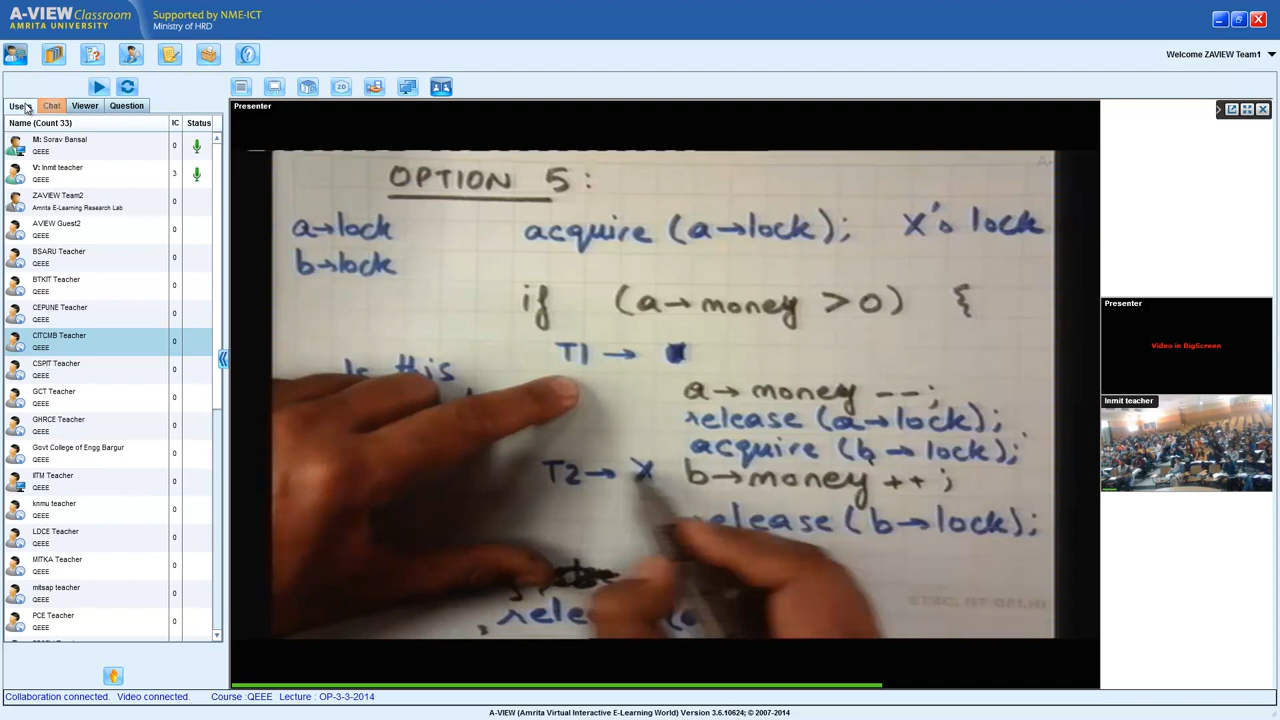 A-VIEW Classroom
AMRITA UNIVERSITY
Supported by NME-ICT
Ministry of HRD
Welcome ZAVIEW Team1
Chat
Viewer
Question
Name (Count 33)
IC
Status
M: Sorav Bansal
QEEE
0
V: Inmit teacher
QEEE
3
ZAVIEW Team2
Amrita E-Learning Research Lab
0
AVIEW Guest2
QEEE
0
BSARU Teacher
QEEE
0
BTKIT Teacher
QEEE
0
CEPUNE Teacher
QEEE
0
CITCMB Teacher
QEEE
0
CSPIT Teacher
QEEE
0
GCT Teacher
QEEE
0
GHRCE Teacher
QEEE
0
Govt College of Engg Bargur
QEEE
0
IITM Teacher
QEEE
0
knmu Teacher
QEEE
0
LDCE Teacher
QEEE
0
MITKA Teacher
QEEE
0
mitsap teacher
QEEE
0
PCE Teacher
QEEE
0
Presenter
OPTION 5:
a→lock
acquire (a→lock); X's lock
b→lock
if (a→money >0) {
T1 →
Is this
a→ money --;
release (a→lock);
acquire (b→ lock);
T2→ X b→money ++ ;
release (b→lock);
Presenter
Video in BigScreen
Inmit teacher
Collaboration connected. Video connected. Course :QEEE Lecture : OP-3-3-2014
A-VIEW (Amrita Virtual Interactive E-Learning World) Version 3.6.10624; © 2007-2014